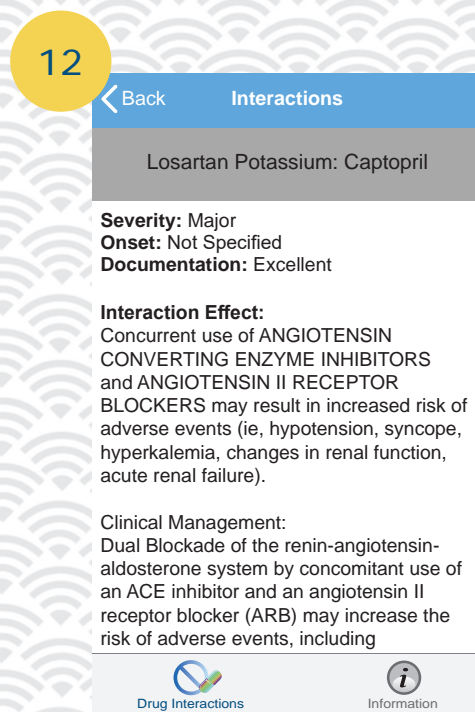 12
Back Interactions
Losartan Potassium: Captopril
Severity: Major
Onset: Not Specified
Documentation: Excellent
Interaction Effect:
Concurrent use of ANGIOTENSIN
CONVERTING ENZYME INHIBITORS
and ANGIOTENSIN II RECEPTOR
BLOCKERS may result in increased risk of
adverse events (ie, hypotension, syncope,
hyperkalemia, changes in renal function,
acute renal failure).
Clinical Management:
Dual Blockade of the renin-angiotensin-
aldosterone system by concomitant use of
an ACE inhibitor and an angiotensin II
receptor blocker (ARB) may increase the
risk of adverse events, including
Drug Interactions Information